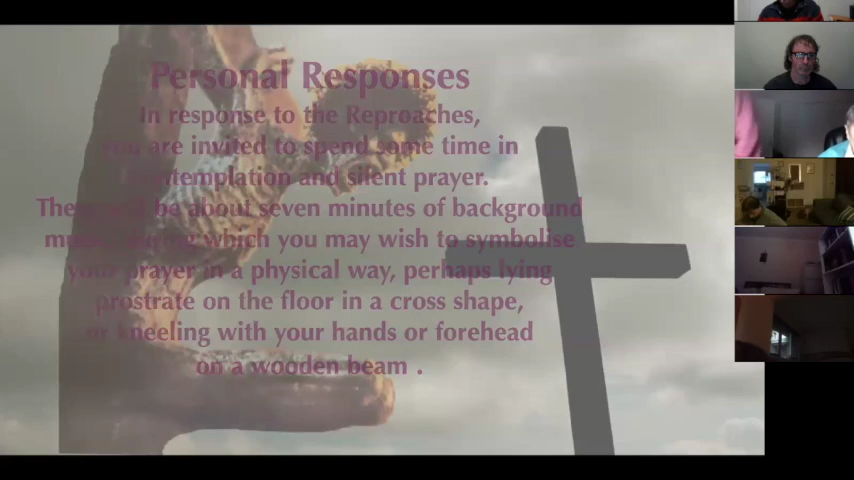 Personal Responses
In response to the Reproaches,
you are invited to spend some time in
contemplation and silent prayer.
There will be about seven minutes of background
music during which you may wish to symbolise
your prayer in a physical way, perhaps lying
prostrate on the floor in a cross shape,
or kneeling with your hands or forehead
on a wooden beam .